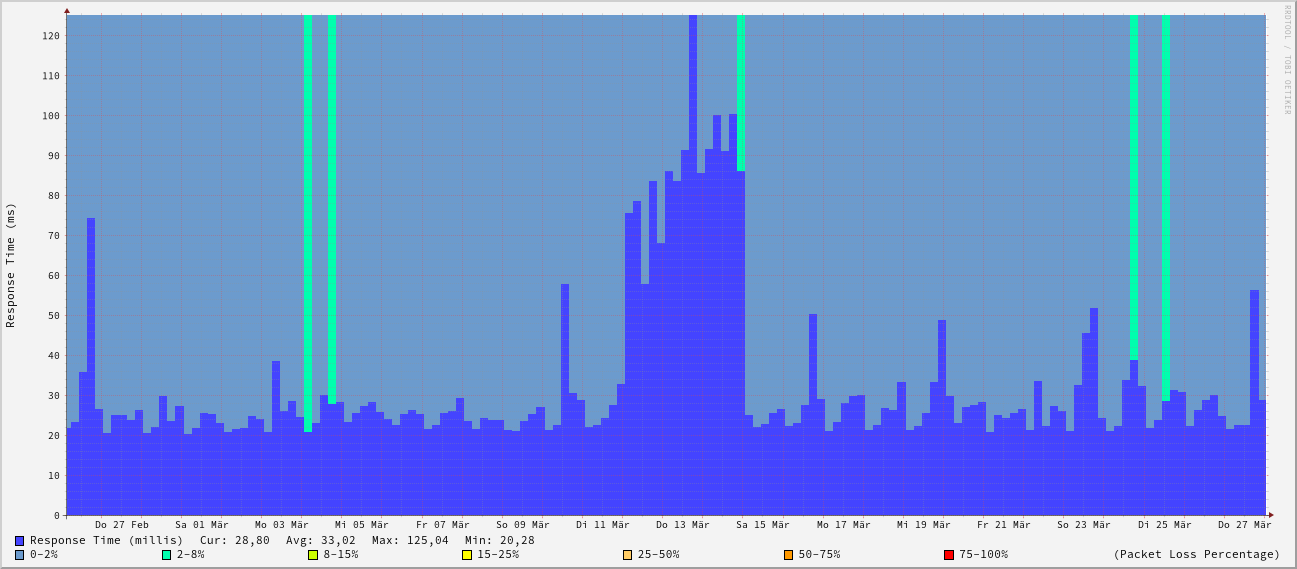 RRDTOOL / TOBI OETIKER
Response Time (ms)
120
110
100
90
80
70
60
50
40
30
20
10
0
Do 27 Feb Sa 01 Mär Mo 03 Mär Mi 05 Mär Fr 07 Mär So 09 Mär Di 11 Mär Do 13 Mär Sa 15 Mär Mo 17 Mär Mi 19 Mär Fr 21 Mär So 23 Mär Di 25 Mär Do 27 Mär
Response Time (millis) Cur: 28,80 Avg: 33,02 Max: 125,04 Min: 20,28
0-2% 2-8% 8-15% 15-25% 25-50% 50-75% 75-100% (Packet Loss Percentage)